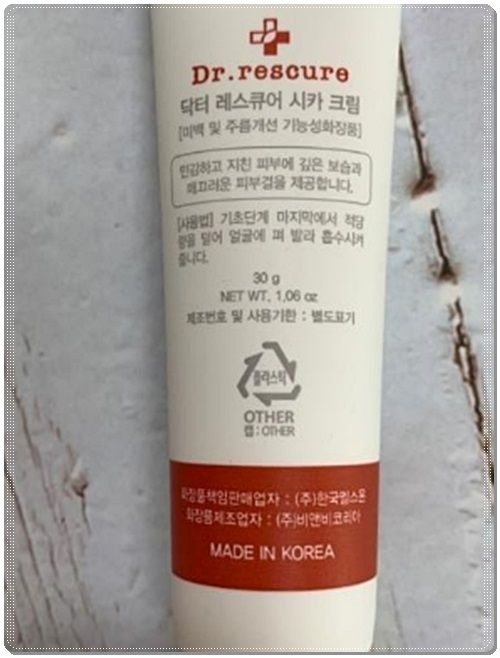 Dr.rescure
닥터 레스큐어 시카 크림
[미백 및 주름개선 기능성화장품]
민감하고 지친 피부에 깊은 보습과
매끄러운 피부결을 제공합니다.
[사용법] 기초단계 마지막에서 적당
량을 덜어 얼굴에 펴 발라 흡수시켜
줍니다.
30 g
NET WT. 1.06 oz
제조번호 및 사용기한 : 별도표기
플라스틱
OTHER
캡 : OTHER
화장품책임판매업자 : (주)한국엠스몬
화장품제조업자 : (주)비앤비코리아
MADE IN KOREA